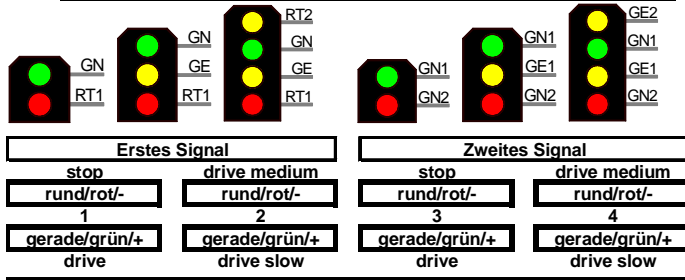 RT2
GN
GN
GE2
GN
GE
GE
GN1
GN1
GN1
GE1
GE1
RT1
RT1
RT1
GN2
GN2
GN2
Erstes Signal
Zweites Signal
stop
drive medium
stop
drive medium
rund/rot/-
rund/rot/-
rund/rot/-
rund/rot/-
1
2
3
4
gerade/grün/+
gerade/grün/+
gerade/grün/+
gerade/grün/+
drive
drive slow
drive
drive slow